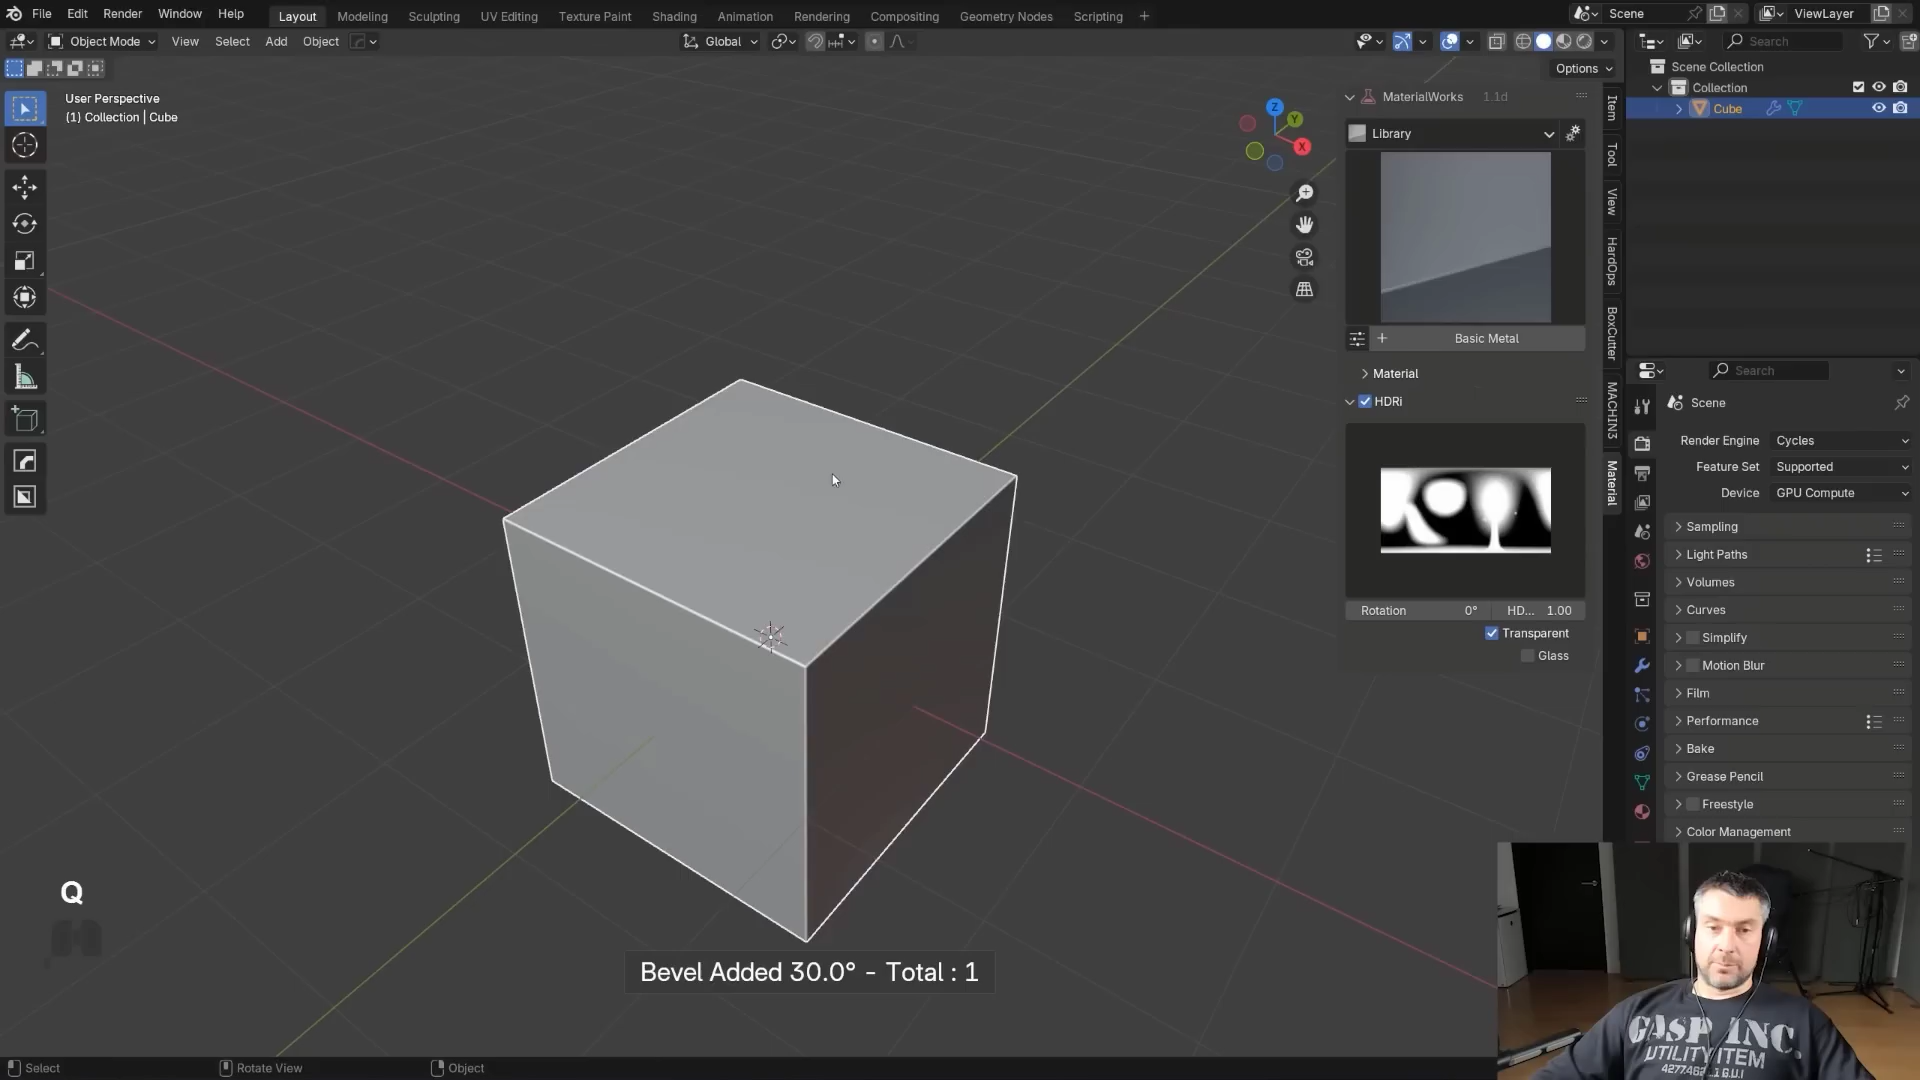 File Edit Render Window Help Layout Modeling Sculpting UV Editing Texture Paint Shading Animation Rendering Compositing Geometry Nodes Scripting + Scene ViewLayer
Object Mode View Select Add Object Global Search
Options
User Perspective
(1) Collection | Cube
Z
Y
X
MaterialWorks 1.1d
Library
Basic Metal
Material
HDRi
Rotation 0° HD... 1.00
Transparent
Glass
Item
Tool
View
HardOps
BoxCutter
MACHIN3
Material
Scene Collection
Collection
Cube
Search
Scene
Render Engine Cycles
Feature Set Supported
Device GPU Compute
Sampling
Light Paths
Volumes
Curves
Simplify
Motion Blur
Film
Performance
Bake
Grease Pencil
Freestyle
Color Management
Q
Bevel Added 30.0° - Total : 1
GASP INC.
UTILITY ITEM
Select Rotate View Object